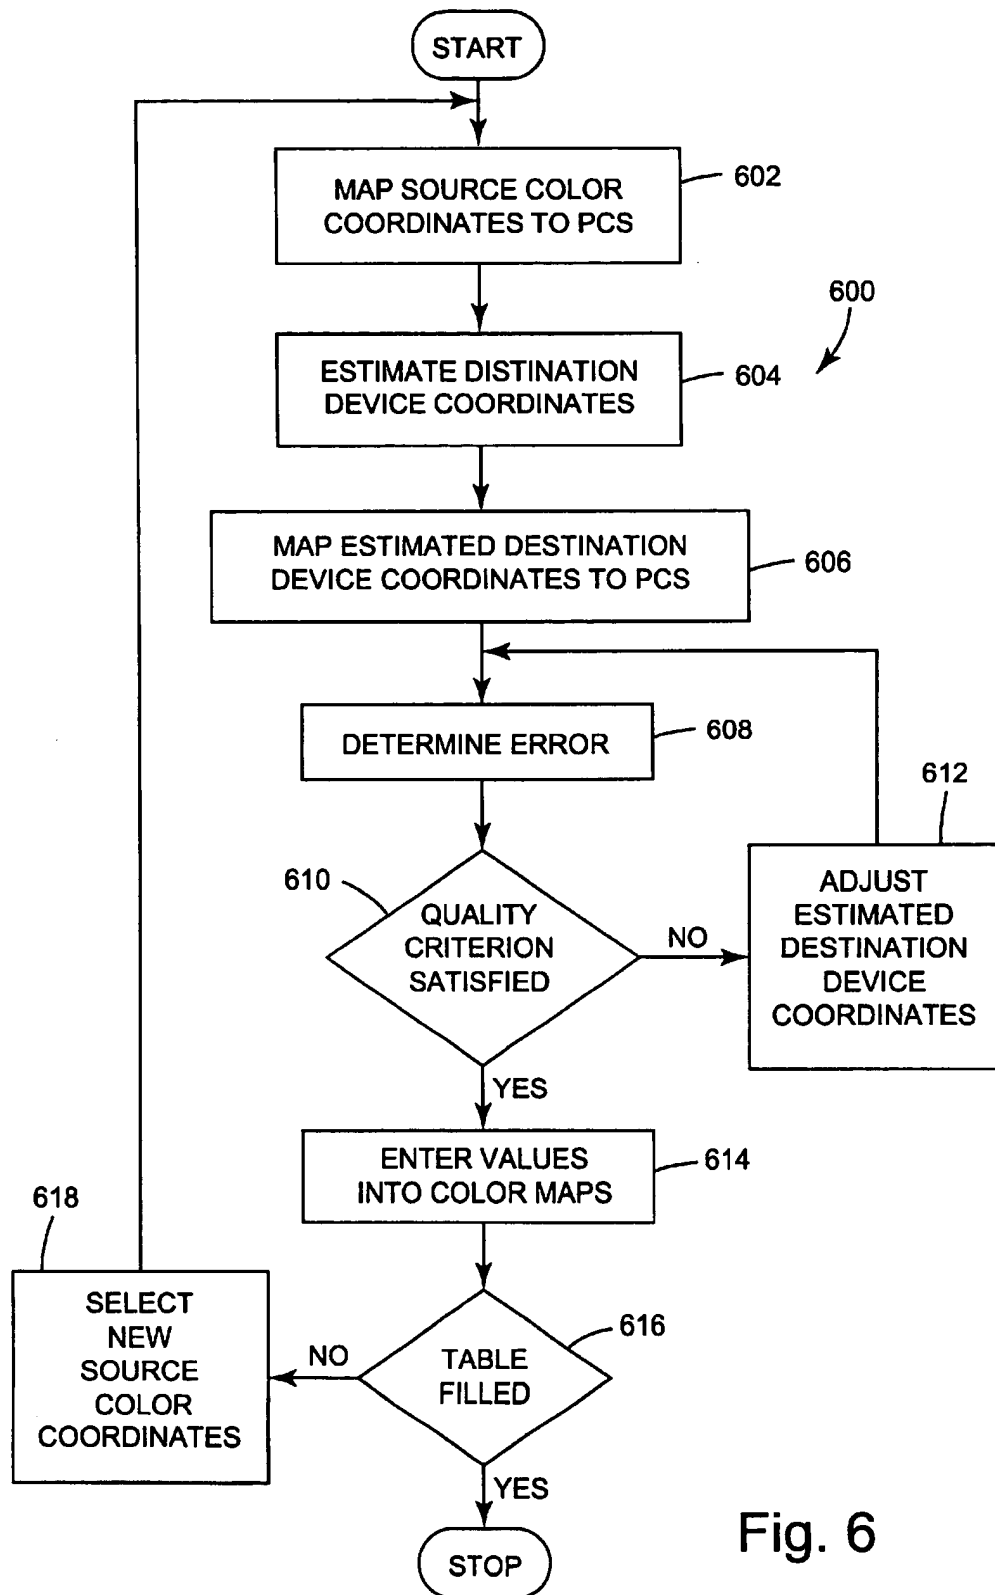 START
MAP SOURCE COLOR
COORDINATES TO PCS
602
600
ESTIMATE DISTINATION
DEVICE COORDINATES
604
MAP ESTIMATED DESTINATION
DEVICE COORDINATES TO PCS
606
DETERMINE ERROR
608
612
610
QUALITY
CRITERION
SATISFIED
NO
ADJUST
ESTIMATED
DESTINATION
DEVICE
COORDINATES
YES
ENTER VALUES
INTO COLOR MAPS
614
618
SELECT
NEW
SOURCE
COLOR
COORDINATES
NO
TABLE
FILLED
616
YES
STOP
Fig. 6